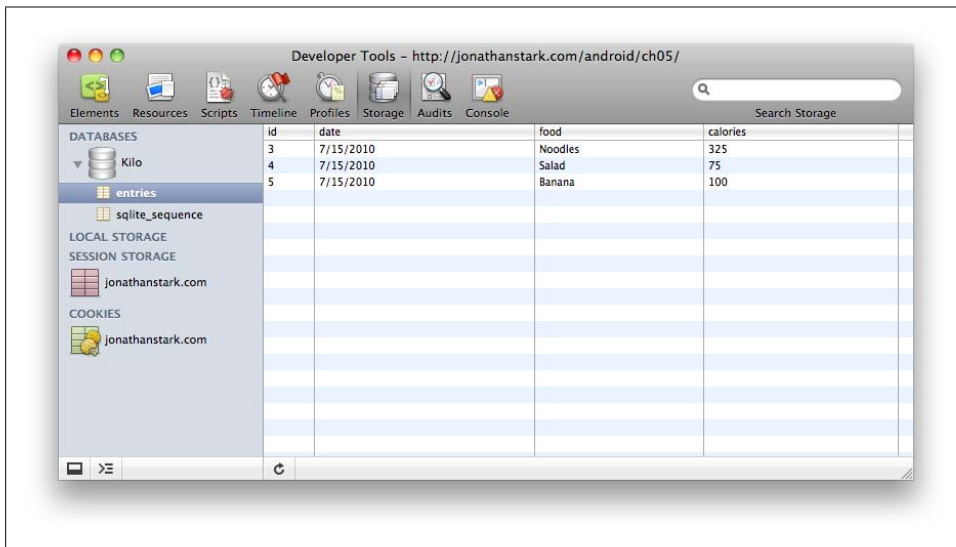 Developer Tools – http://jonathanstark.com/android/ch05/
Elements Resources Scripts Timeline Profiles Storage Audits Console Search Storage
DATABASES
Kilo
entries
sqlite_sequence
LOCAL STORAGE
SESSION STORAGE
jonathanstark.com
COOKIES
jonathanstark.com
id date food calories
3 7/15/2010 Noodles 325
4 7/15/2010 Salad 75
5 7/15/2010 Banana 100